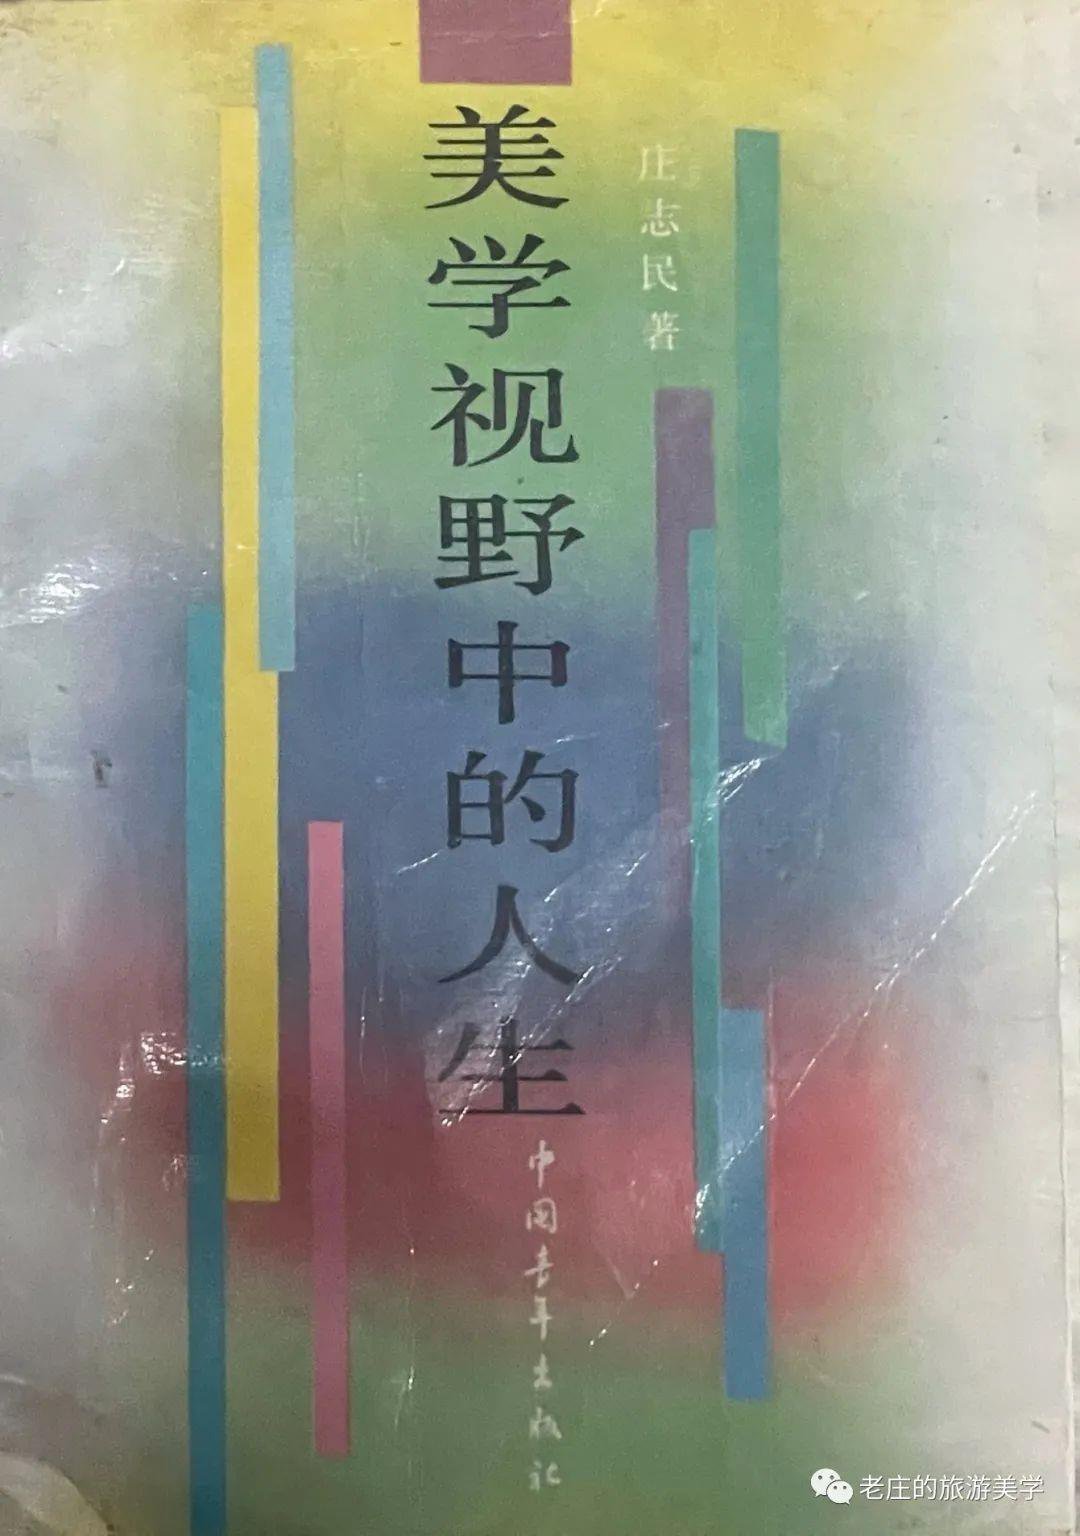 美学视野中的人生
庄志民著
中国青年出版社
老庄的旅游美学